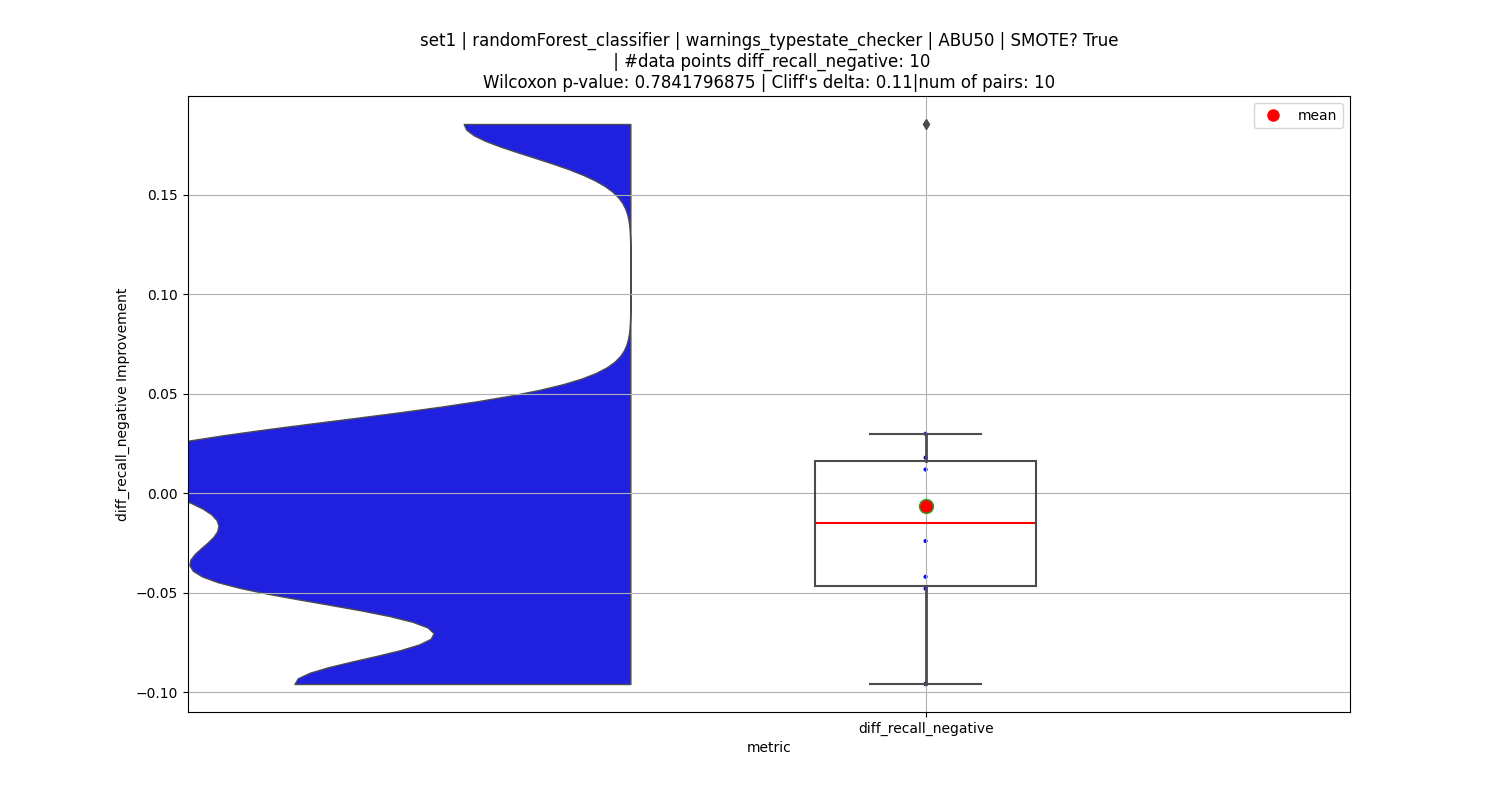 set1 | randomForest_classifier | warnings_typestate_checker | ABU50 | SMOTE? True
| #data points diff_recall_negative: 10
Wilcoxon p-value: 0.7841796875 | Cliff's delta: 0.11|num of pairs: 10
mean
0.15
0.10
0.05
0.00
−0.05
−0.10
diff_recall_negative Improvement
diff_recall_negative
metric